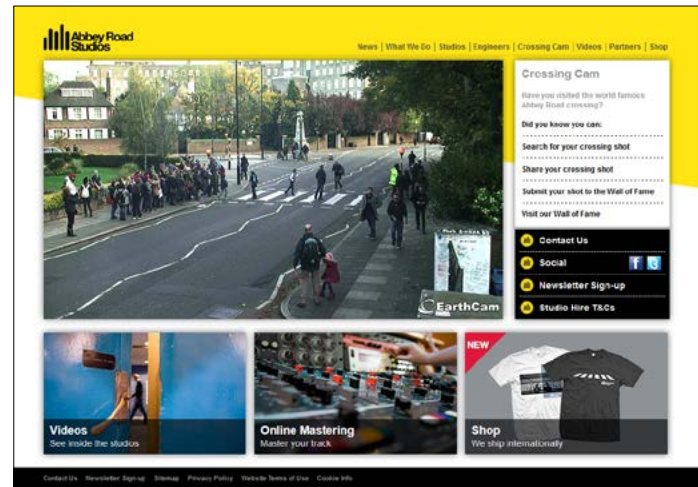 Abbey Road
Studios
News | What We Do | Studios | Engineers | Crossing Cam | Videos | Partners | Shop
Crossing Cam
Have you visited the world famous
Abbey Road crossing?
Did you know you can:
Search for your crossing shot
Share your crossing shot
Submit your shot to the Wall of Fame
Visit our Wall of Fame
EarthCam
Contact Us
Social
Newsletter Sign-up
Studio Hire T&Cs
Videos
See inside the studios
Online Mastering
Master your track
NEW
Shop
We ship internationally
Contact Us Newsletter Sign-up Sitemap Privacy Policy Website Terms of Use Cookie Info